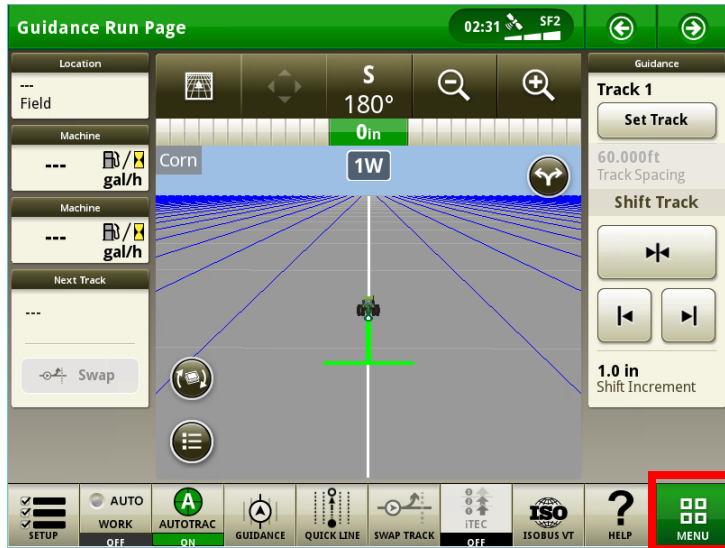 Guidance Run Page
02:31 SF2
Location
---
Field
Machine
--- /
gal/h
Machine
--- /
gal/h
Next Track
---
Swap
S
180°
0in
Corn
1W
Guidance
Track 1
Set Track
60.000ft
Track Spacing
Shift Track
1.0 in
Shift Increment
SETUP
AUTO
WORK
OFF
A
AUTOTRAC
ON
GUIDANCE
QUICK LINE
SWAP TRACK
iTEC
OFF
ISO
ISOBUS VT
?
HELP
MENU